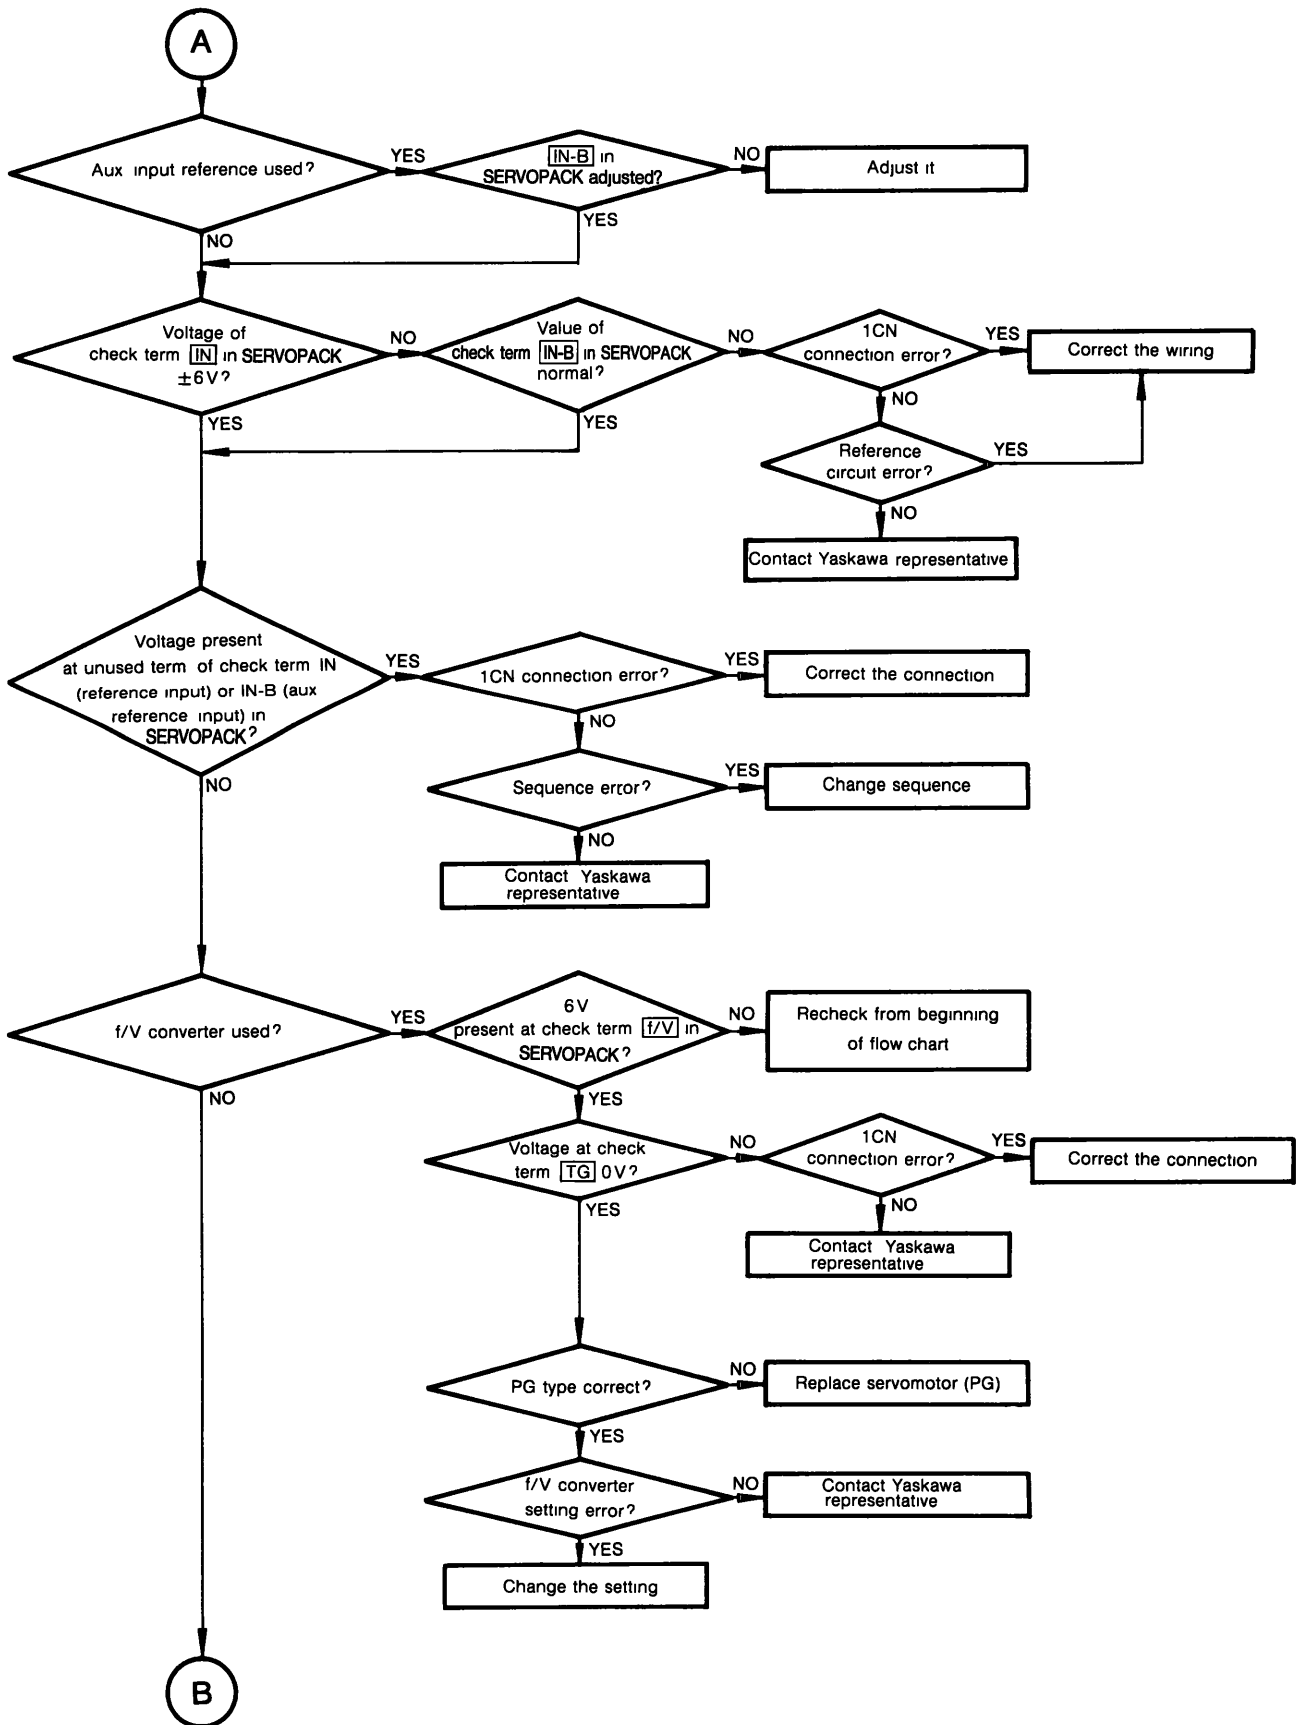 A
Aux input reference used?
YES
IN-B in
SERVOPACK adjusted?
NO
Adjust it
YES
NO
Voltage of
check term IN in SERVOPACK
±6V?
NO
Value of
check term IN-B in SERVOPACK
normal?
NO
1CN
connection error?
YES
Correct the wiring
YES
YES
NO
Reference
circuit error?
YES
NO
Contact Yaskawa representative
Voltage present
at unused term of check term IN
(reference input) or IN-B (aux
reference input) in
SERVOPACK?
YES
1CN connection error?
YES
Correct the connection
NO
NO
Sequence error?
YES
Change sequence
NO
Contact Yaskawa
representative
f/V converter used?
YES
6V
present at check term f/V in
SERVOPACK?
NO
Recheck from beginning
of flow chart
NO
YES
Voltage at check
term TG 0V?
NO
1CN
connection error?
YES
Correct the connection
YES
NO
Contact Yaskawa
representative
PG type correct?
NO
Replace servomotor (PG)
YES
f/V converter
setting error?
NO
Contact Yaskawa
representative
YES
Change the setting
B